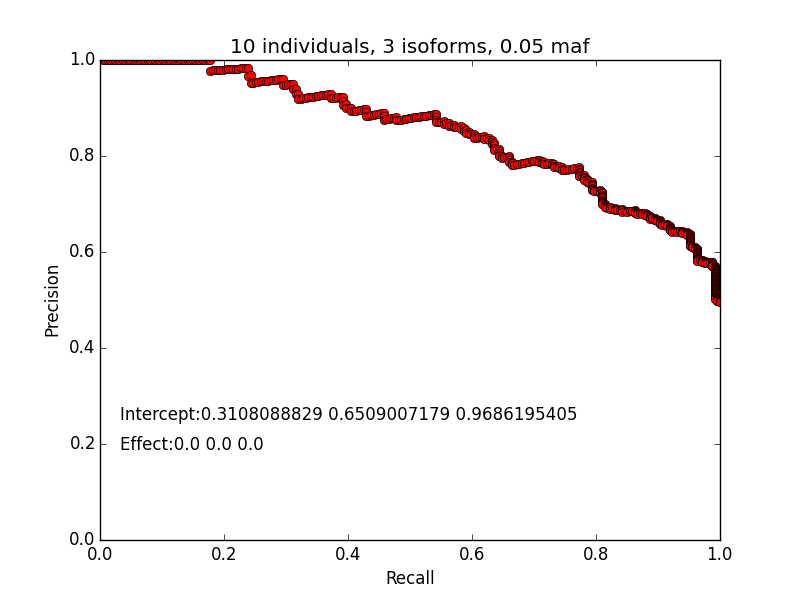 10 individuals, 3 isoforms, 0.05 maf
1.0
0.8
0.6
0.4
0.2
0.0
Precision
Intercept:0.3108088829 0.6509007179 0.9686195405
Effect:0.0 0.0 0.0
0.0 0.2 0.4 0.6 0.8 1.0
Recall